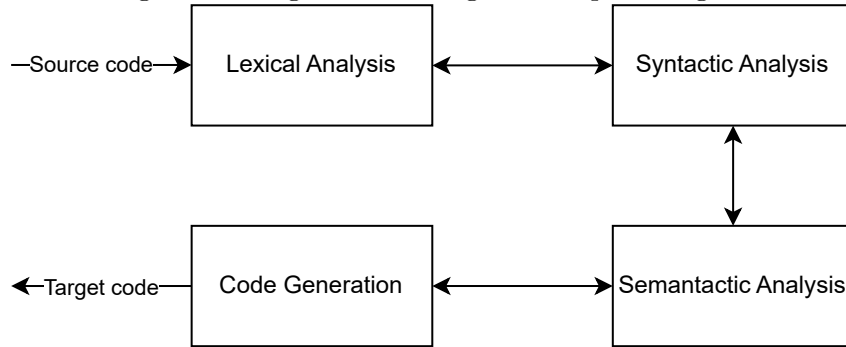 Source code
Lexical Analysis
Syntactic Analysis
Target code
Code Generation
Semantactic Analysis